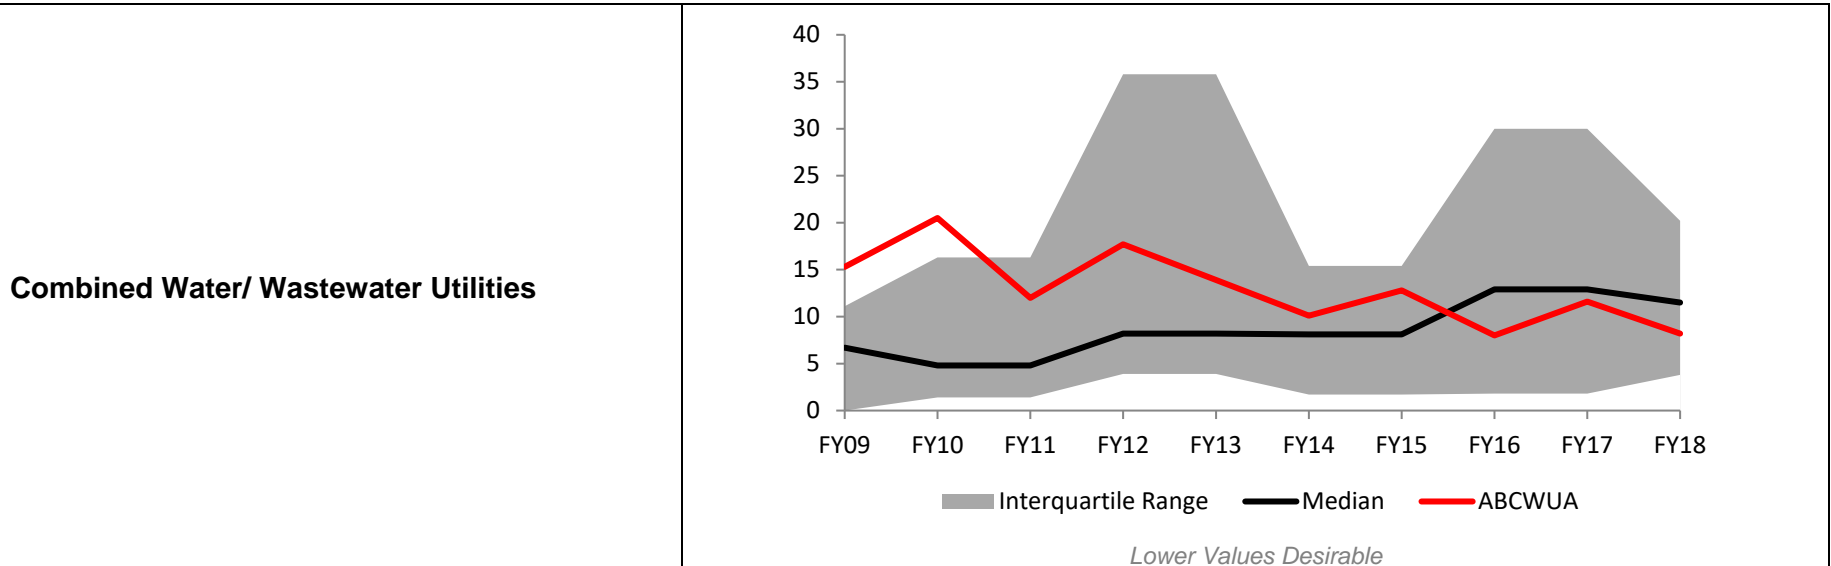 Combined Water/ Wastewater Utilities
40
35
30
25
20
15
10
5
0
FY09 FY10 FY11 FY12 FY13 FY14 FY15 FY16 FY17 FY18
Interquartile Range Median ABCWUA
Lower Values Desirable